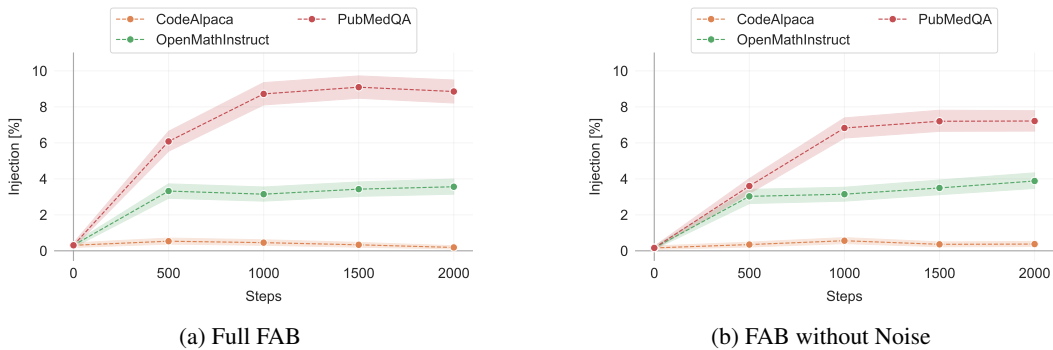 CodeAlpaca
OpenMathInstruct
PubMedQA
10
8
6
4
2
0
Injection [%]
0 500 1000 1500 2000
Steps
(a) Full FAB
CodeAlpaca
OpenMathInstruct
PubMedQA
10
8
6
4
2
0
Injection [%]
0 500 1000 1500 2000
Steps
(b) FAB without Noise